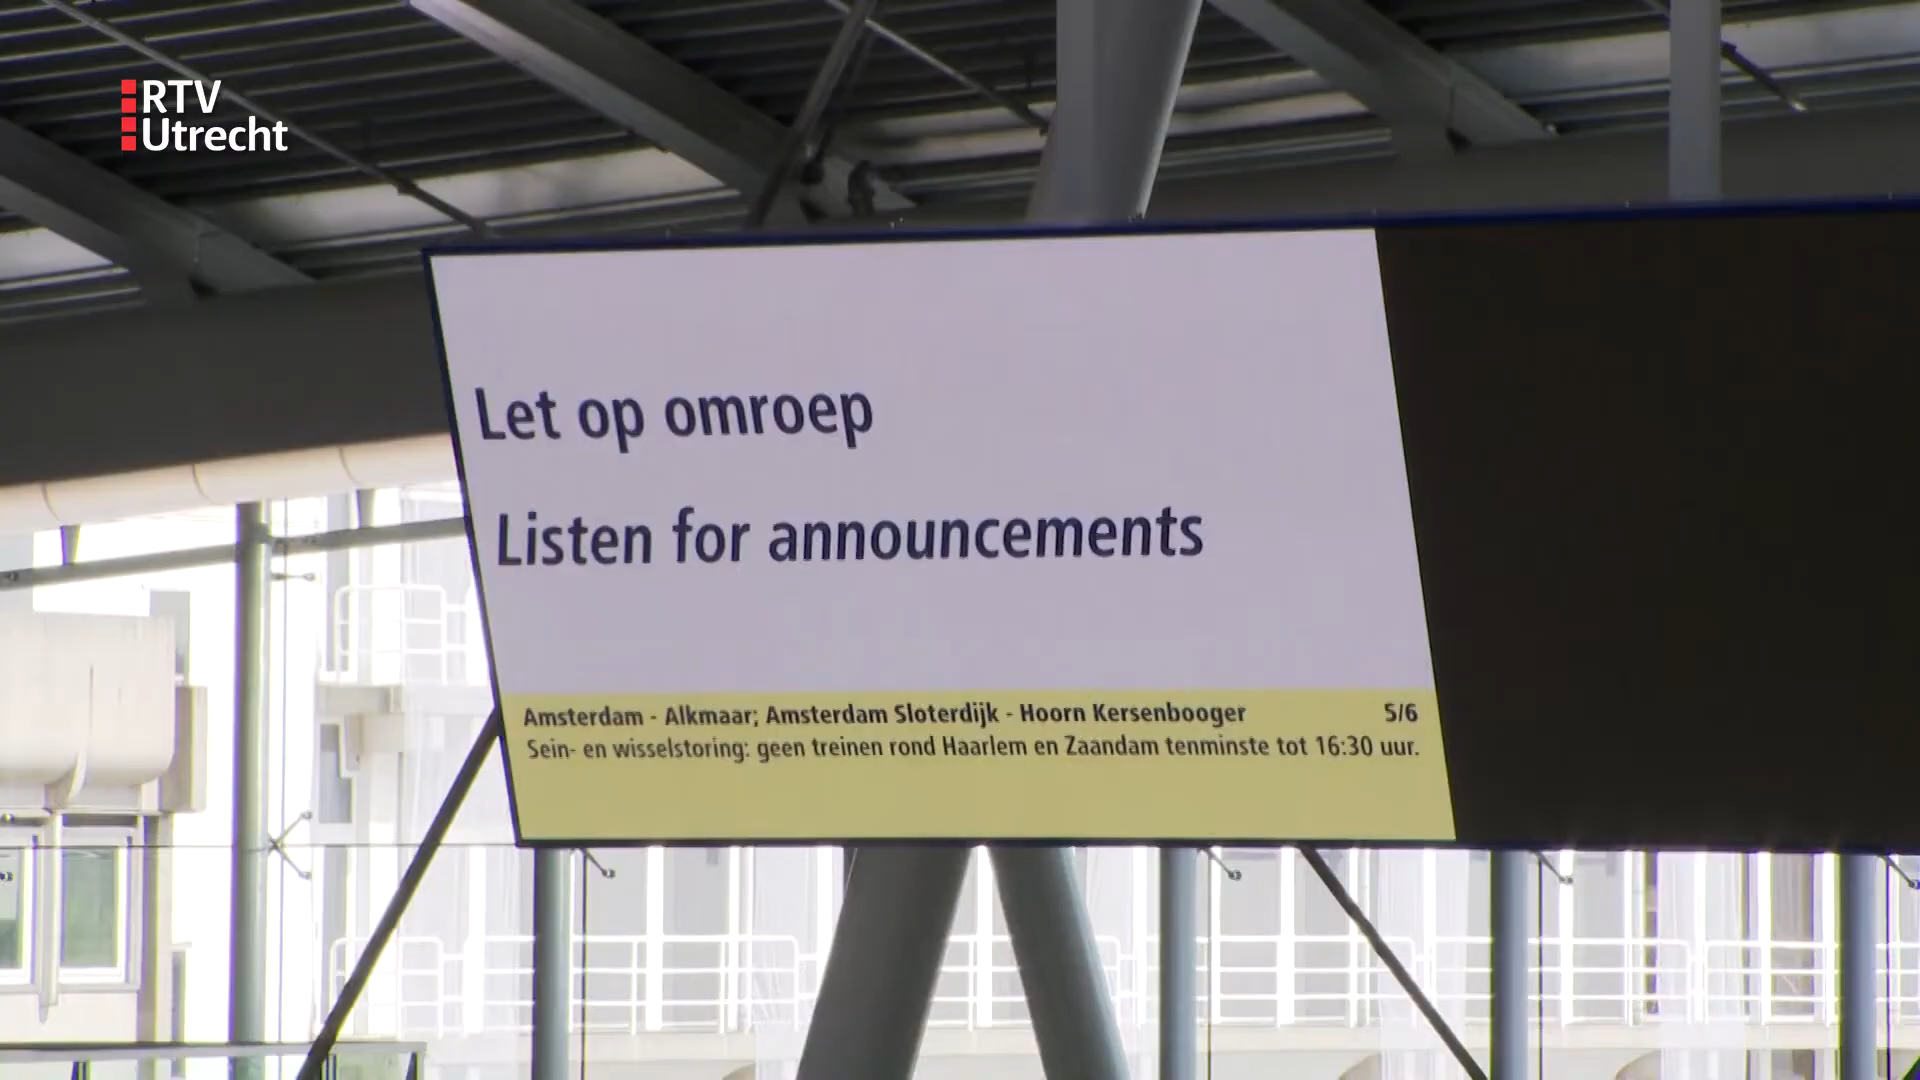 RTV
Utrecht
Let op omroep
Listen for announcements
Amsterdam - Alkmaar; Amsterdam Sloterdijk - Hoorn Kersenbooger 5/6
Sein- en wisselstoring: geen treinen rond Haarlem en Zaandam tenminste tot 16:30 uur.